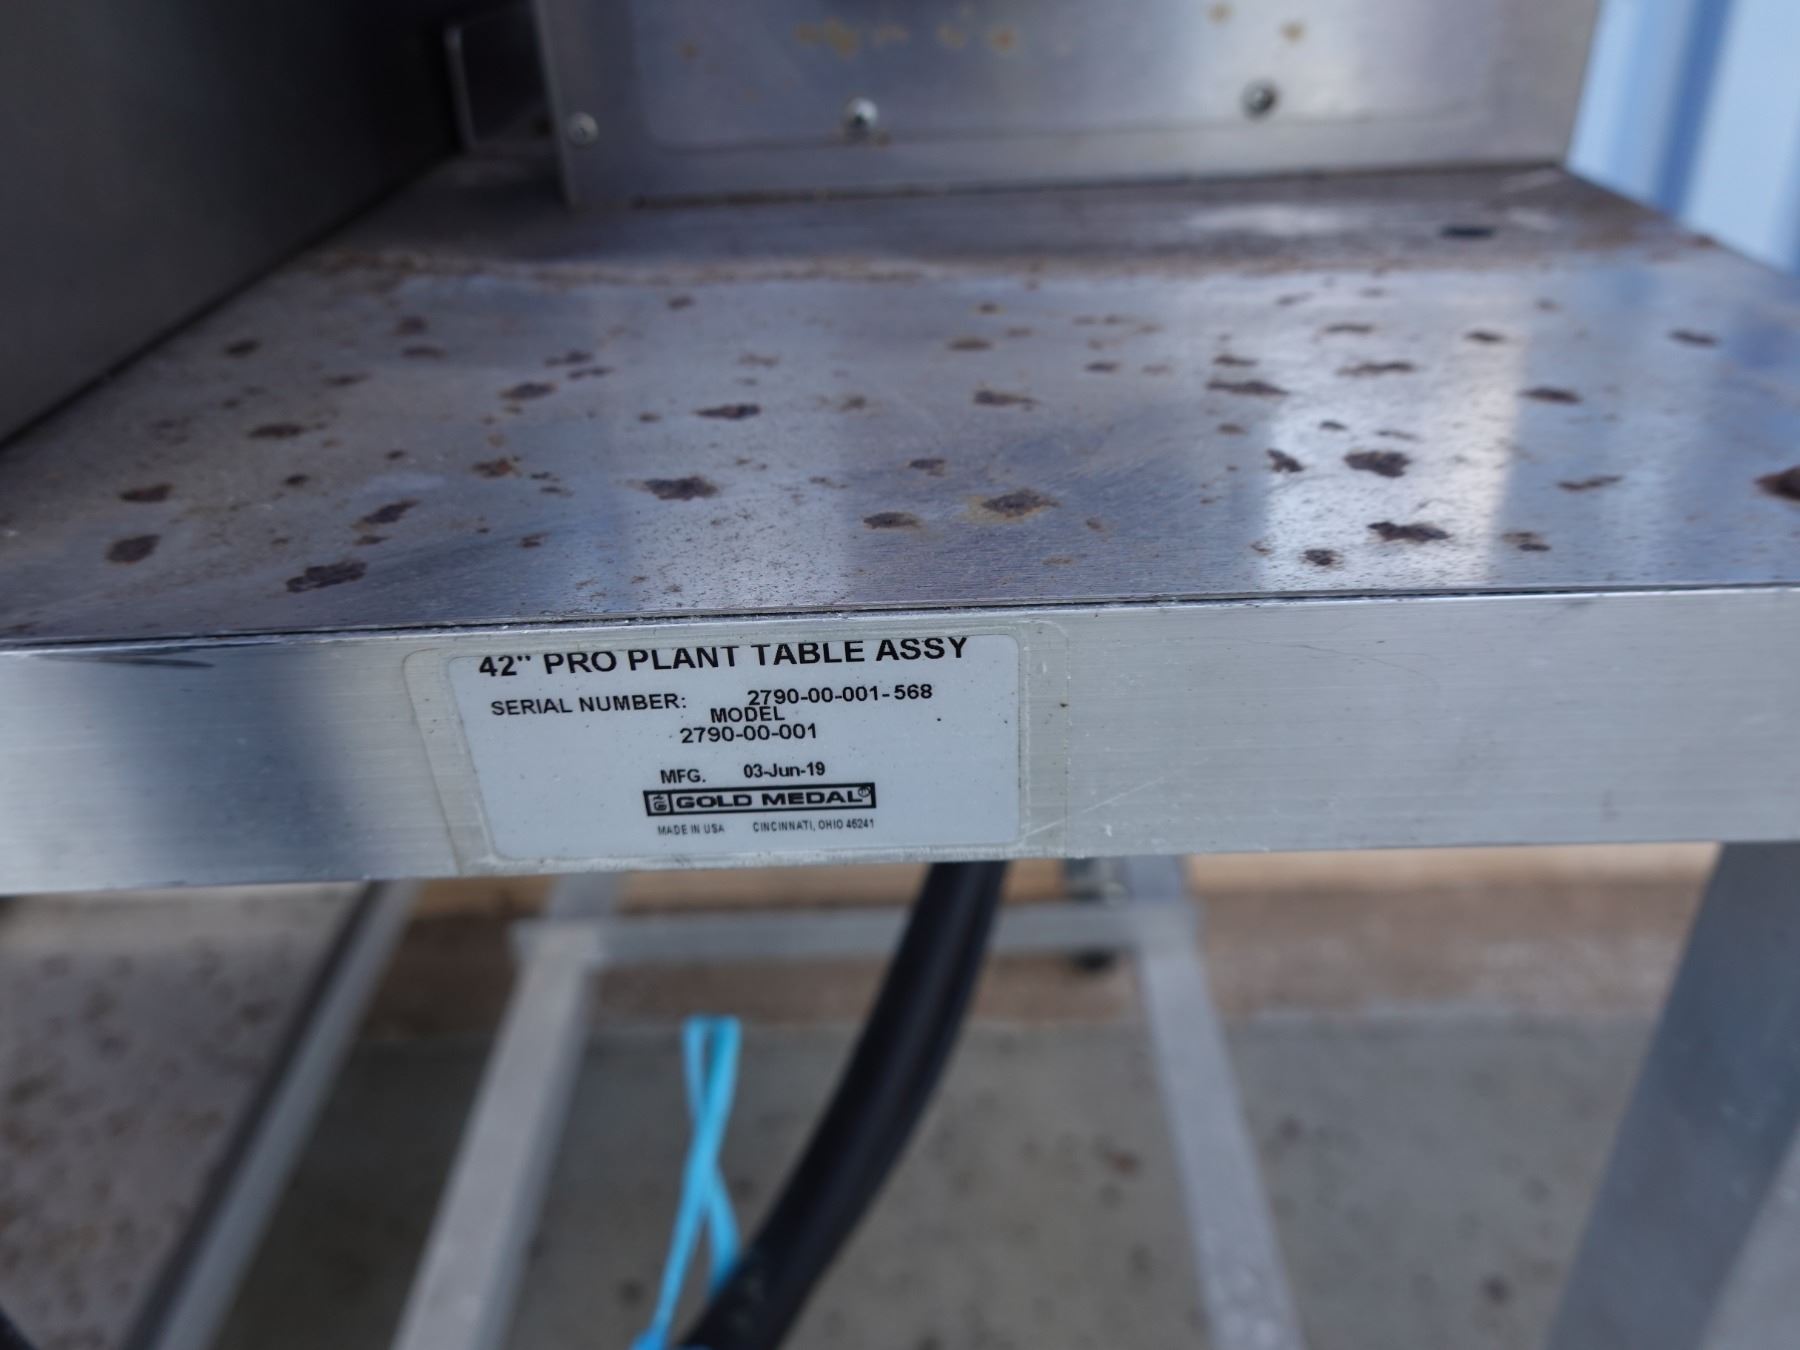 42" PRO PLANT TABLE ASSY
SERIAL NUMBER: 2790-00-001-568
MODEL
2790-00-001
MFG. 03-Jun-19
GOLD MEDAL®
MADE IN USA CINCINNATI, OHIO 45241